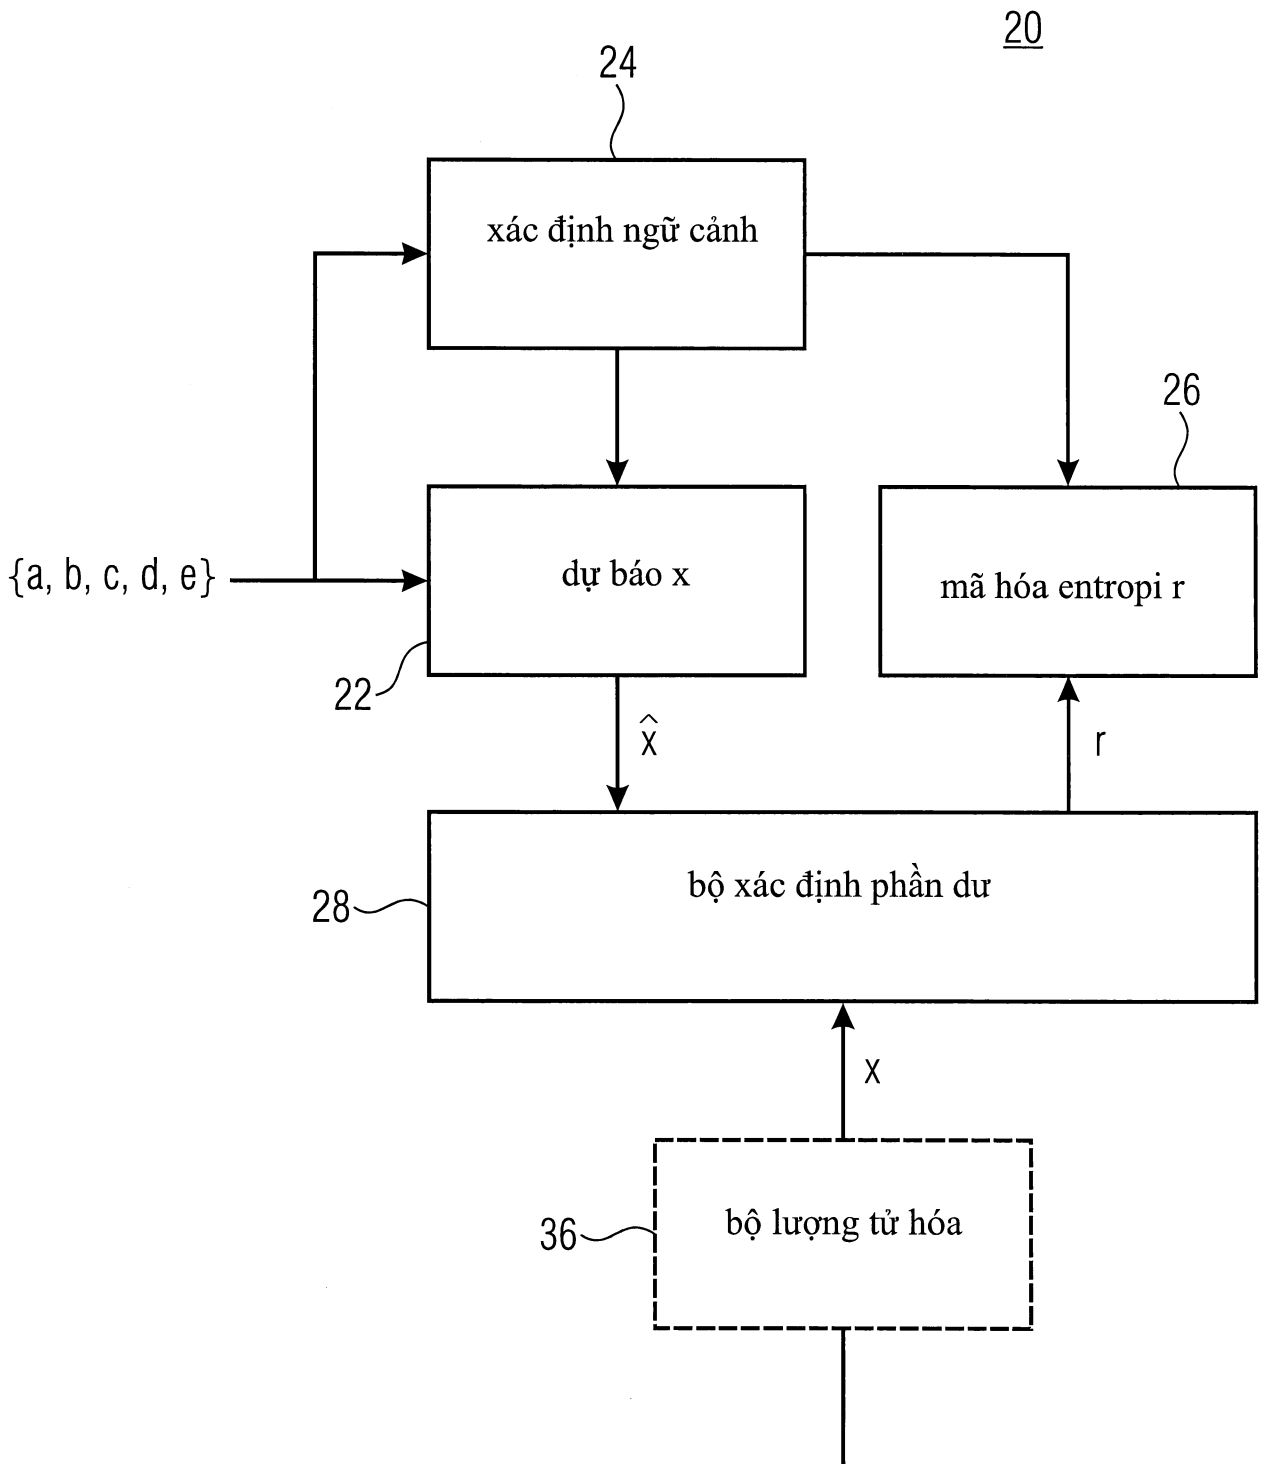 20
24
xác định ngữ cảnh
26
{a, b, c, d, e}
dự báo x
mã hóa entropi r
22
x̂
r
bộ xác định phần dư
28
x
bộ lượng tử hóa
36